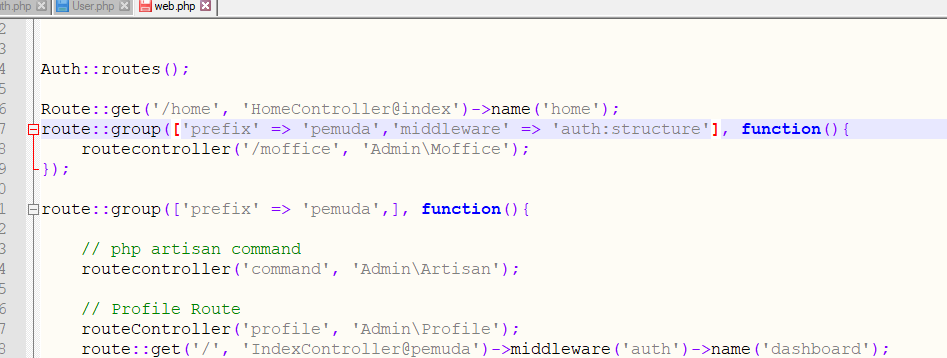 th.php User.php web.php
2
3
4 Auth::routes();
5
6 Route::get('/home', 'HomeController@index')->name('home');
7 route::group(['prefix' => 'pemuda','middleware' => 'auth:structure'], function(){
8 routecontroller('/moffice', 'Admin\Moffice');
9 });
0
1 route::group(['prefix' => 'pemuda',], function(){
2
3 // php artisan command
4 routecontroller('command', 'Admin\Artisan');
5
6 // Profile Route
7 routeController('profile', 'Admin\Profile');
8 route::get('/', 'IndexController@pemuda')->middleware('auth')->name('dashboard');